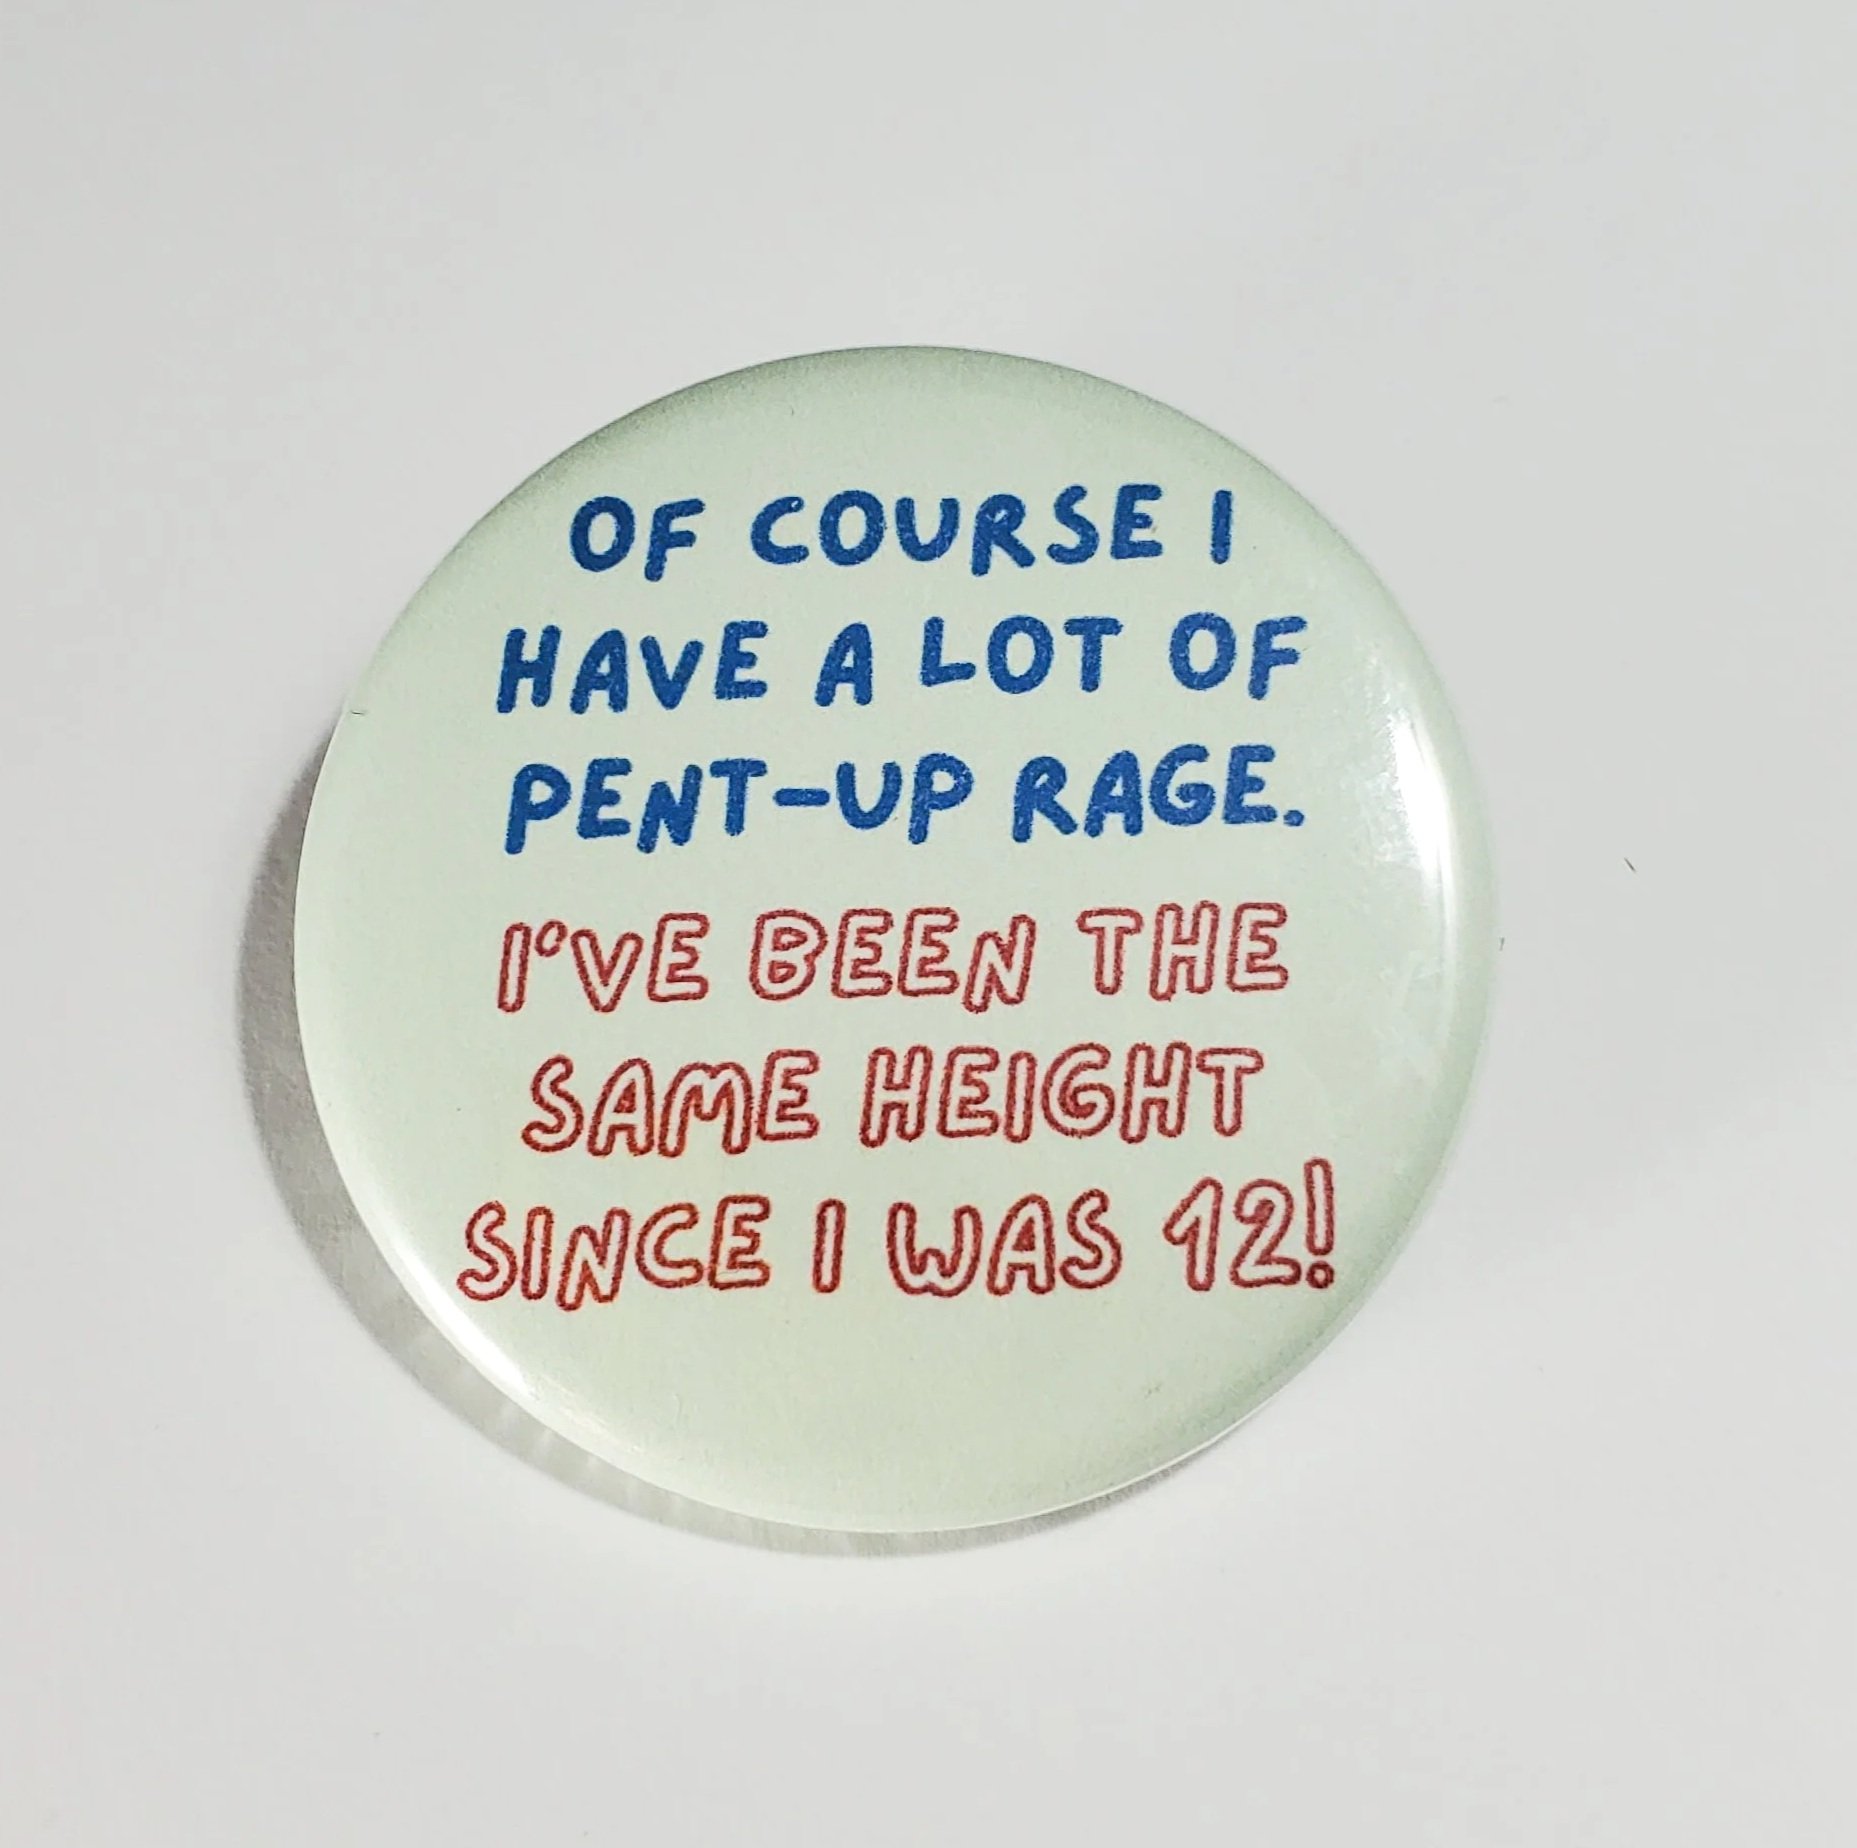 OF COURSE I
HAVE A LOT OF
PENT-UP RAGE.
I'VE BEEN THE
SAME HEIGHT
SINCE I WAS 12!